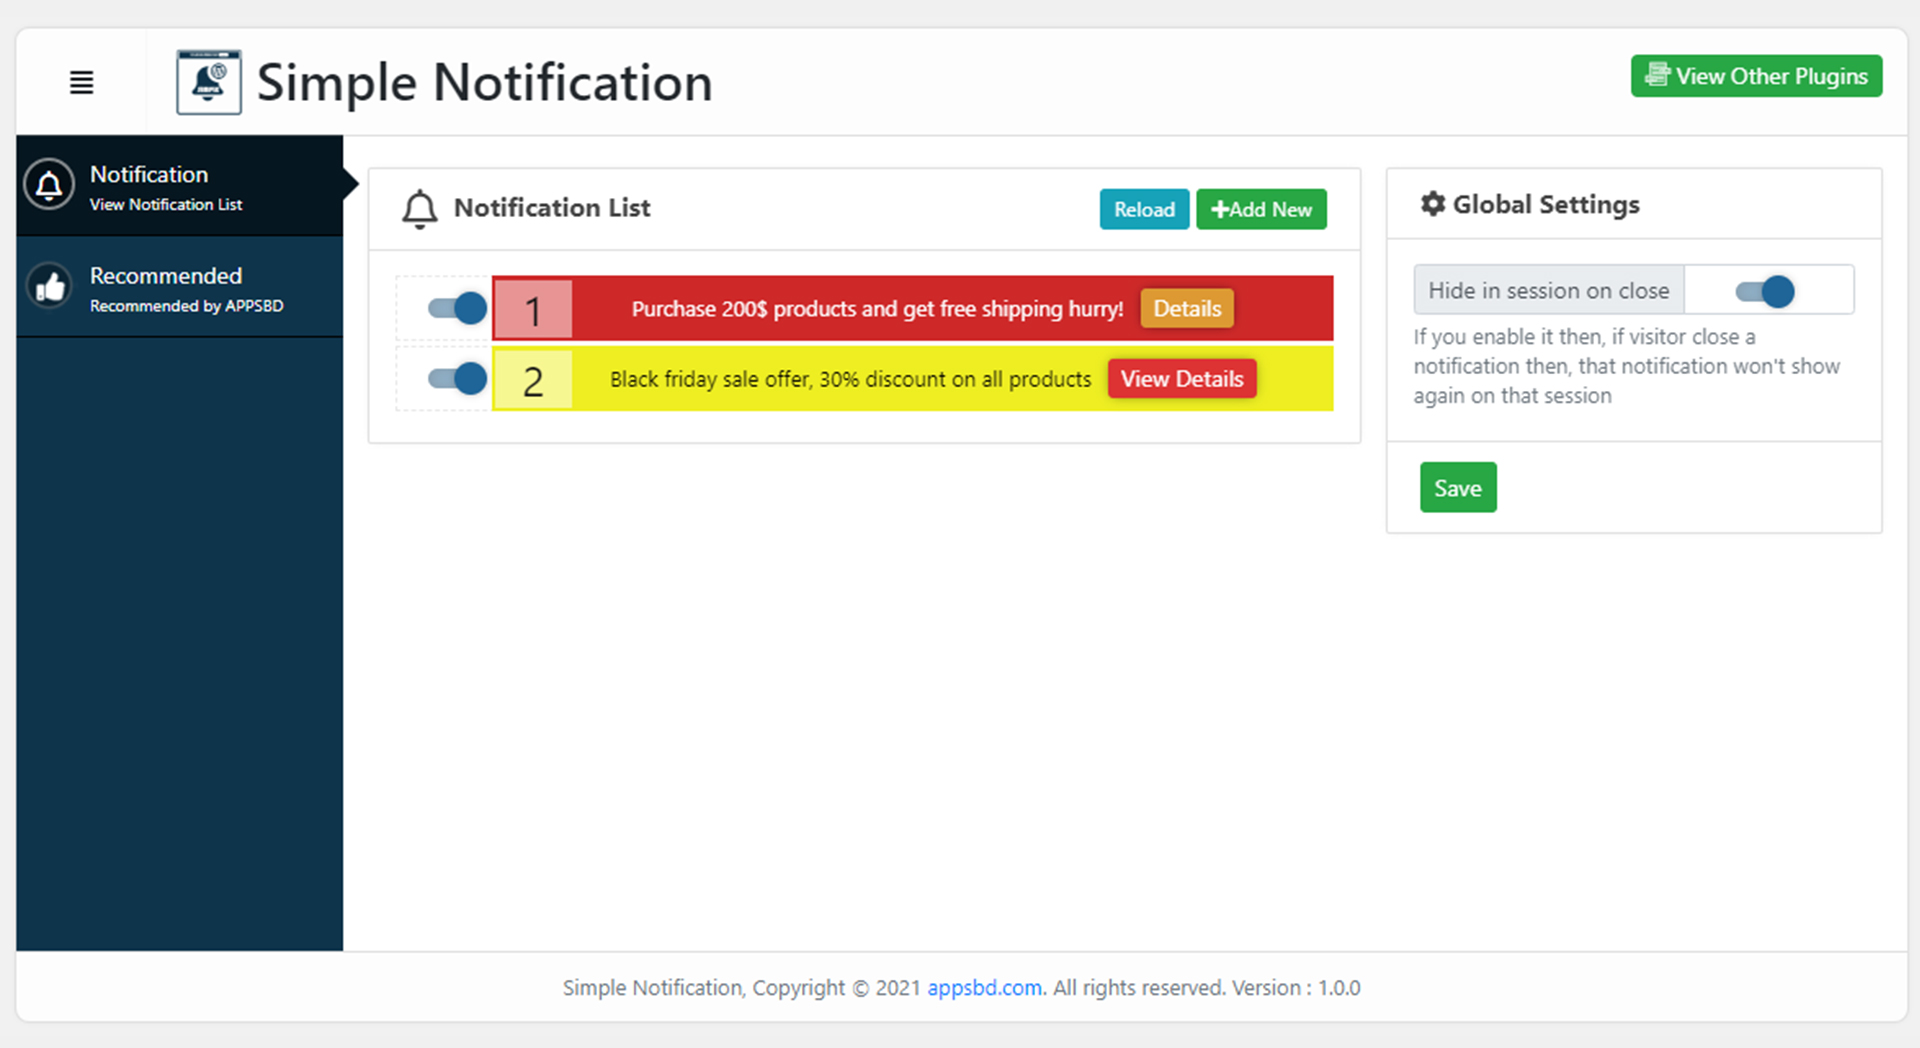 Simple Notification
View Other Plugins
Notification
View Notification List
Recommended
Recommended by APPSBD
Notification List
Reload
Add New
1
Purchase 200$ products and get free shipping hurry!
Details
2
Black friday sale offer, 30% discount on all products
View Details
Global Settings
Hide in session on close
If you enable it then, if visitor close a
notification then, that notification won't show
again on that session
Save
Simple Notification, Copyright © 2021 appsbd.com. All rights reserved. Version : 1.0.0